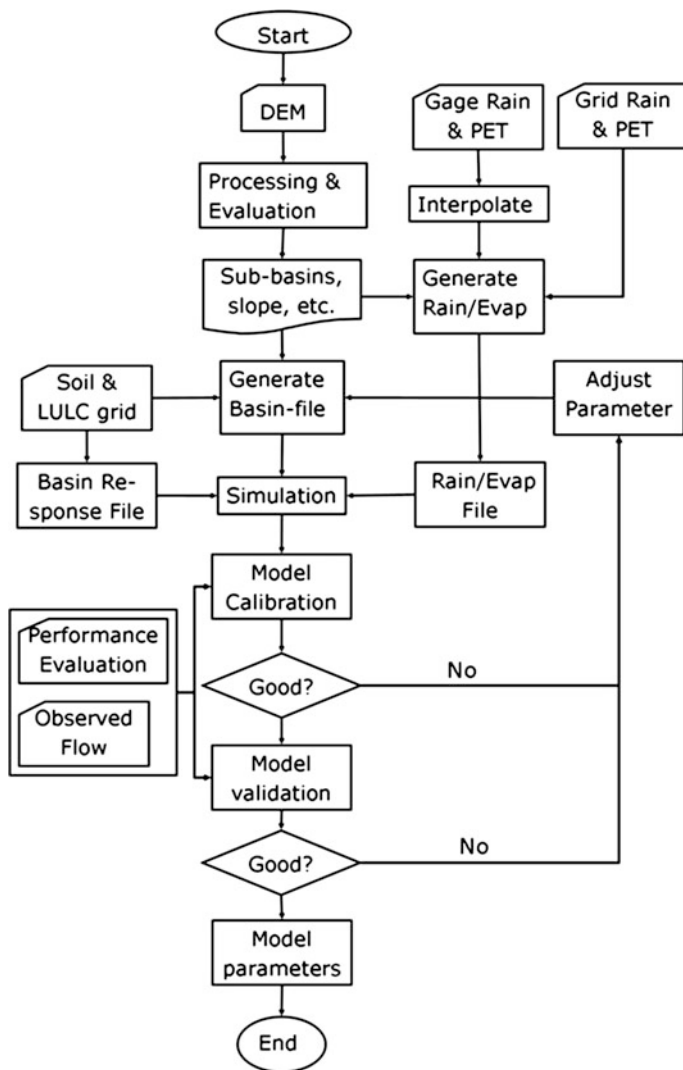 Start
DEM
Gage Rain
& PET
Grid Rain
& PET
Processing &
Evaluation
Interpolate
Sub-basins,
slope, etc.
Generate
Rain/Evap
Soil &
LULC grid
Generate
Basin-file
Adjust
Parameter
Basin Re-
sponse File
Simulation
Rain/Evap
File
Model
Calibration
Performance
Evaluation
Good?
No
Observed
Flow
Model
validation
Good?
No
Model
parameters
End